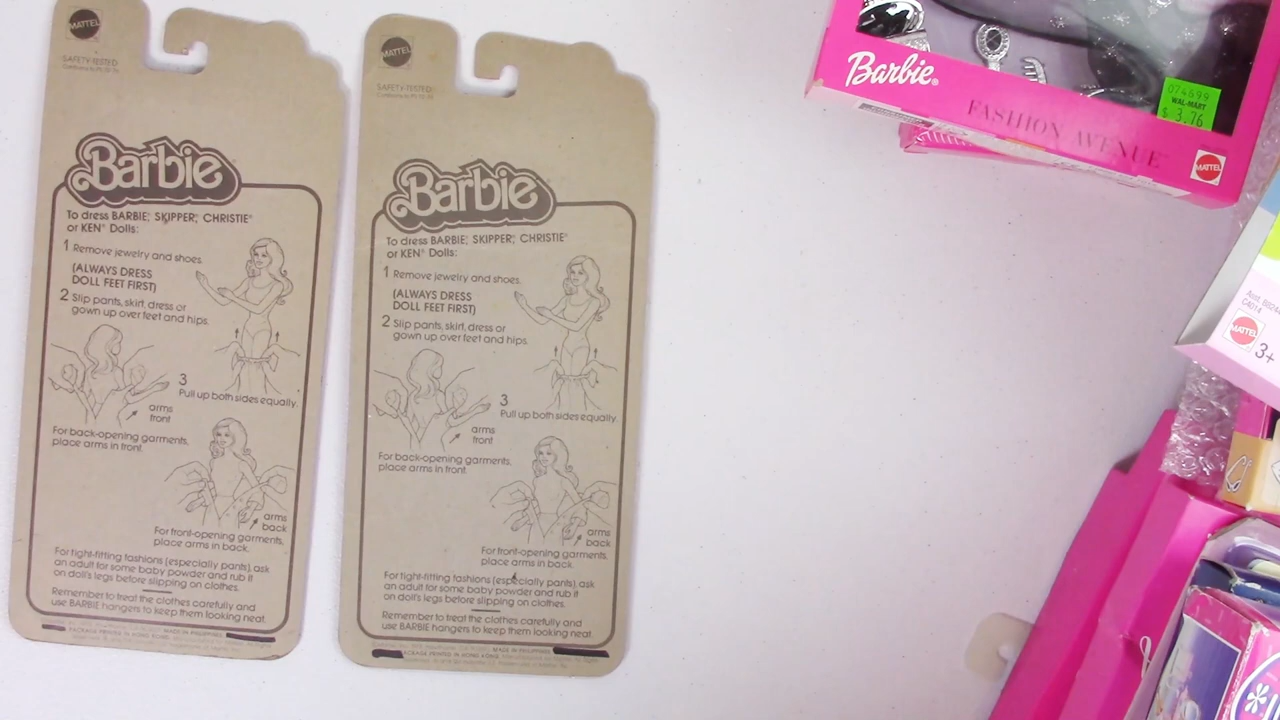 MATTEL
SAFETY-TESTED
Barbie
To dress BARBIE, SKIPPER, CHRISTIE®
or KEN® Dolls:
1 Remove jewelry and shoes.
(ALWAYS DRESS
DOLL FEET FIRST)
2 Slip pants, skirt, dress or
gown up over feet and hips.
3
Pull up both sides equally.
arms
front
For back-opening garments,
place arms in front.
arms
back
For front-opening garments,
place arms in back.
For tight-fitting fashions (especially pants), ask
an adult for some baby powder and rub it
on doll's legs before slipping on clothes.
Remember to treat the clothes carefully and
use BARBIE hangers to keep them looking neat.
MADE IN PHILIPPINES
PACKAGE PRINTED IN HONG KONG
MATTEL
SAFETY-TESTED
Barbie
To dress BARBIE, SKIPPER, CHRISTIE®
or KEN® Dolls:
1 Remove jewelry and shoes.
(ALWAYS DRESS
DOLL FEET FIRST)
2 Slip pants, skirt, dress or
gown up over feet and hips.
3
Pull up both sides equally.
arms
front
For back-opening garments,
place arms in front.
arms
back
For front-opening garments,
place arms in back.
For tight-fitting fashions (especially pants), ask
an adult for some baby powder and rub it
on doll's legs before slipping on clothes.
Remember to treat the clothes carefully and
use BARBIE hangers to keep them looking neat.
MADE IN PHILIPPINES
PACKAGE PRINTED IN HONG KONG
Barbie®
FASHION AVENUE
074699
WAL-MART
$ 3.76
MATTEL
MATTEL
3+